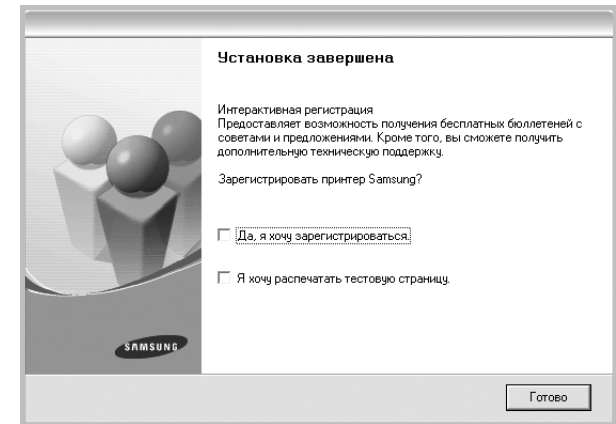 Установка завершена
Интерактивная регистрация
Предоставляет возможность получения бесплатных бюллетеней с
советами и предложениями. Кроме того, вы сможете получить
дополнительную техническую поддержку.
Зарегистрировать принтер Samsung?
Да, я хочу зарегистрироваться.
Я хочу распечатать тестовую страницу.
SAMSUNG
Готово